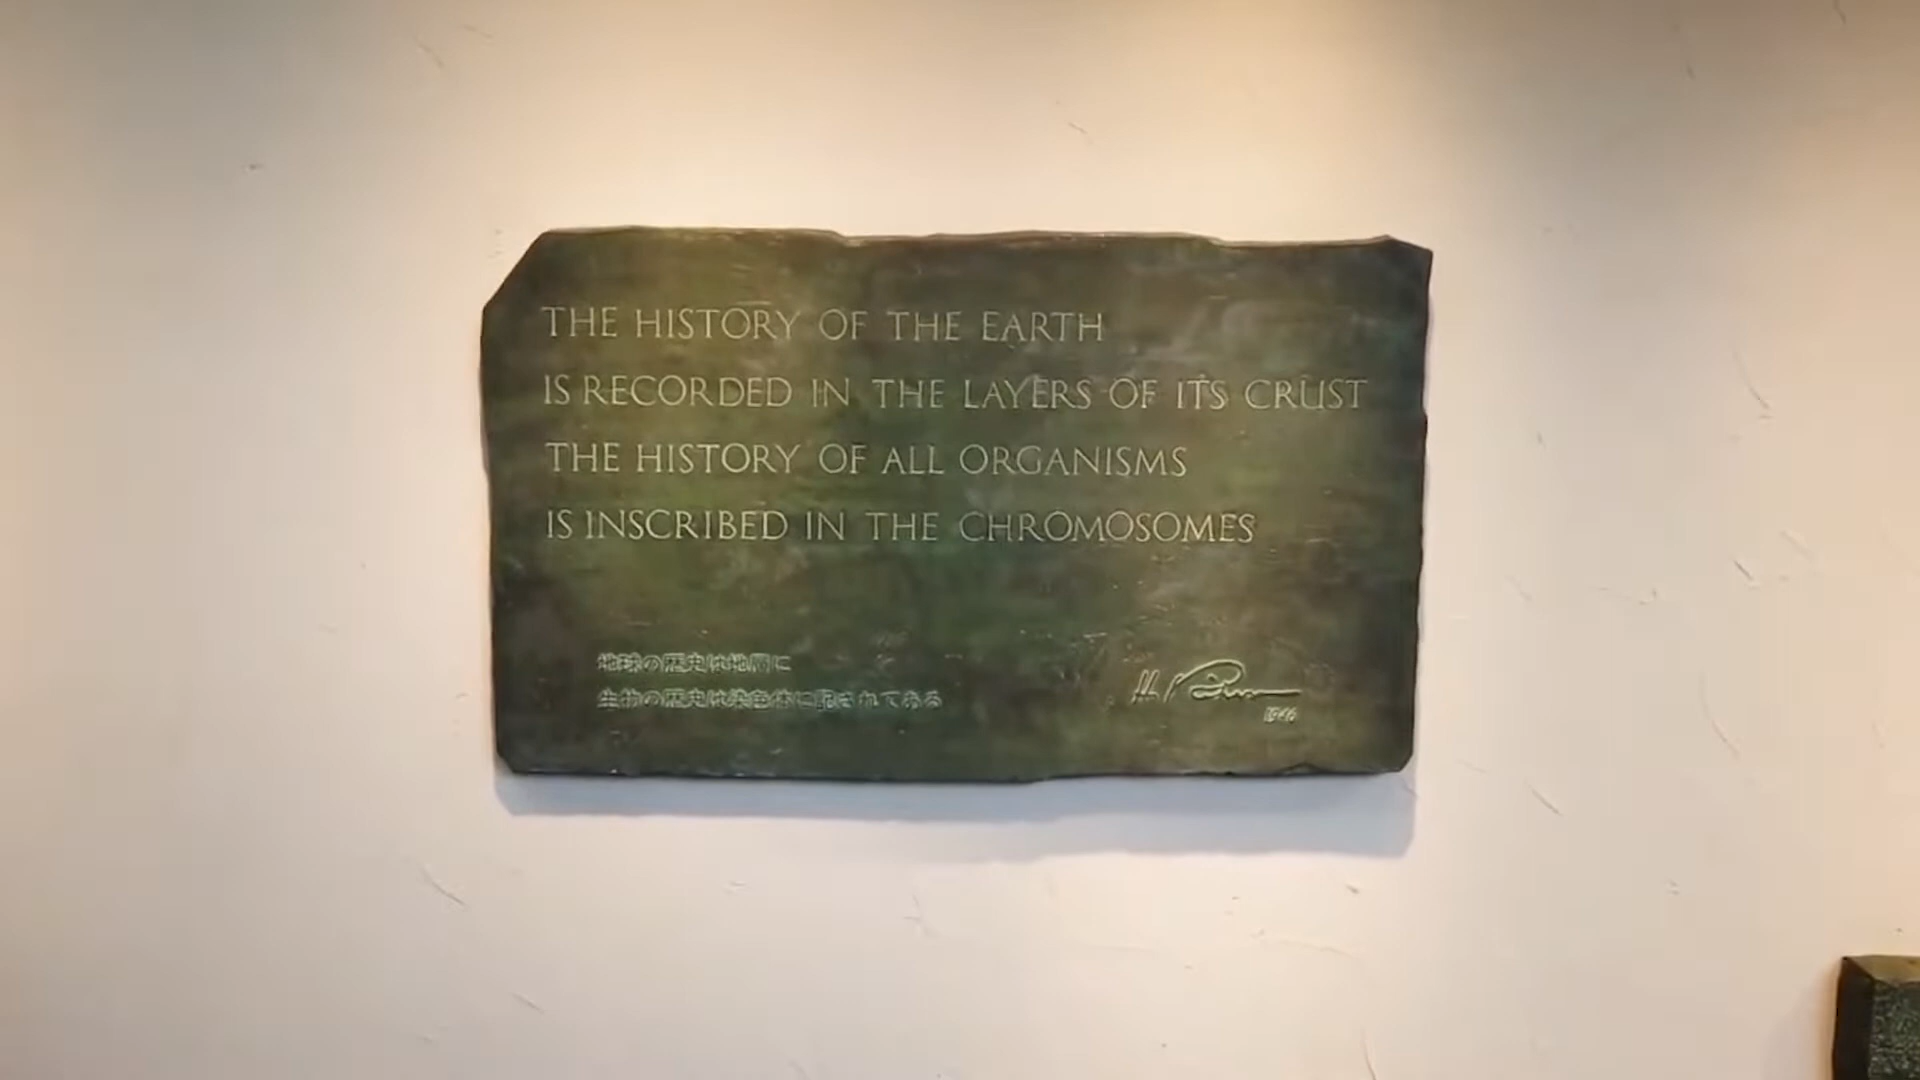 THE HISTORY OF THE EARTH
IS RECORDED IN THE LAYERS OF ITS CRUST
THE HISTORY OF ALL ORGANISMS
IS INSCRIBED IN THE CHROMOSOMES
地球の歴史は地層に
生物の歴史は染色体に記されてある
H. Kihara
1946